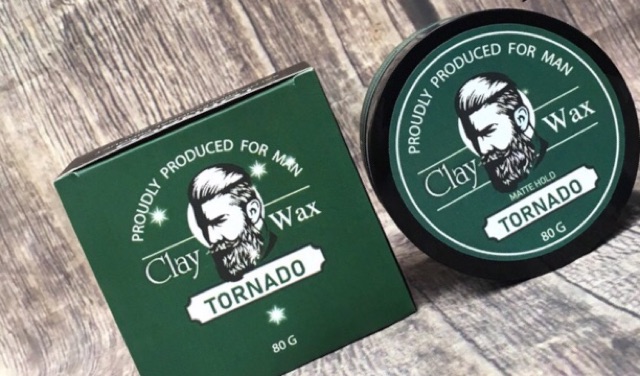 PROUDLY PRODUCED FOR MAN
Clay Wax
TORNADO
80 G
PROUDLY PRODUCED FOR MAN
Clay Wax
MATTE HOLD
TORNADO
80 G